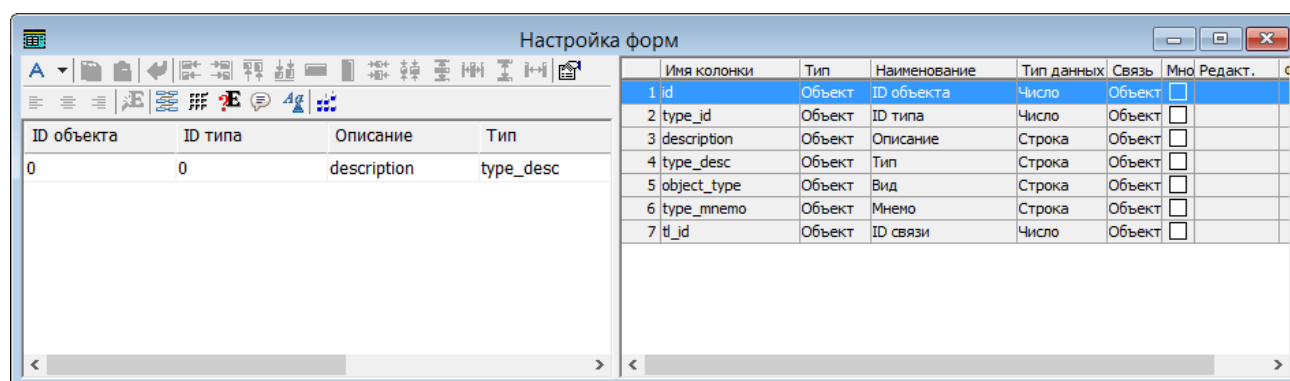 Настройка форм
ID объекта ID типа Описание Тип
0 0 description type_desc
Имя колонки Тип Наименование Тип данных Связь Мно Редакт.
1 id Объект ID объекта Число Объект
2 type_id Объект ID типа Число Объект
3 description Объект Описание Строка Объект
4 type_desc Объект Тип Строка Объект
5 object_type Объект Вид Строка Объект
6 type_mnemo Объект Мнемо Строка Объект
7 tl_id Объект ID связи Число Объект